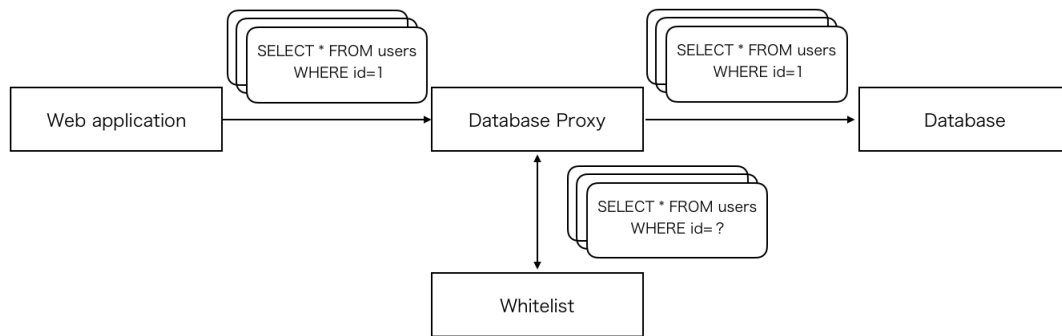 SELECT * FROM users
WHERE id=1
SELECT * FROM users
WHERE id=1
Web application
Database Proxy
Database
SELECT * FROM users
WHERE id=？
Whitelist